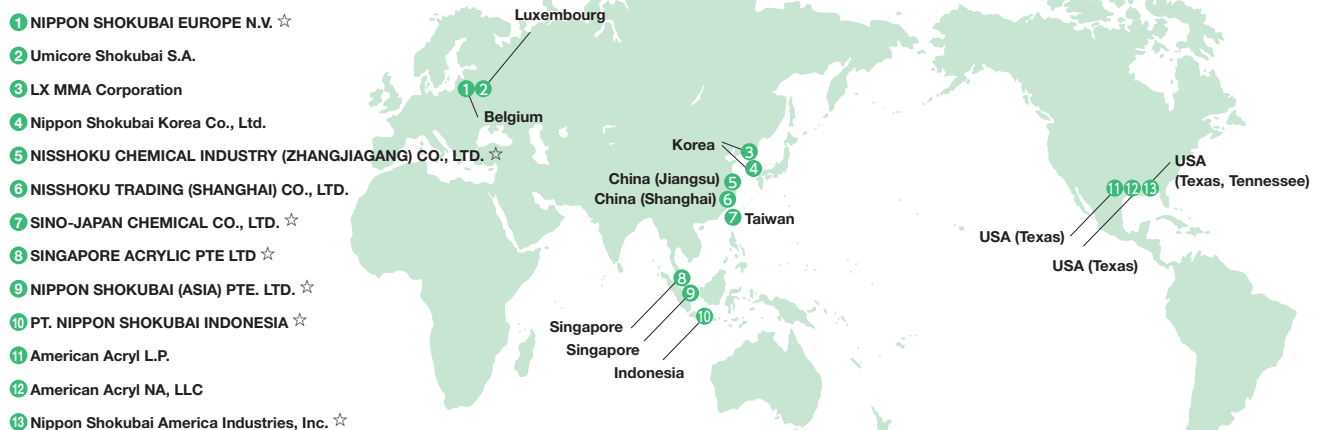 1 NIPPON SHOKUBAI EUROPE N.V. ☆
2 Umicore Shokubai S.A.
3 LX MMA Corporation
4 Nippon Shokubai Korea Co., Ltd.
5 NISSHOKU CHEMICAL INDUSTRY (ZHANGJIAGANG) CO., LTD. ☆
6 NISSHOKU TRADING (SHANGHAI) CO., LTD.
7 SINO-JAPAN CHEMICAL CO., LTD. ☆
8 SINGAPORE ACRYLIC PTE LTD ☆
9 NIPPON SHOKUBAI (ASIA) PTE. LTD. ☆
10 PT. NIPPON SHOKUBAI INDONESIA ☆
11 American Acryl L.P.
12 American Acryl NA, LLC
13 Nippon Shokubai America Industries, Inc. ☆
Luxembourg
1 2
Belgium
Korea
3
4
China (Jiangsu) 5
China (Shanghai) 6
7 Taiwan
8
9
10
Singapore
Singapore
Indonesia
USA
(Texas, Tennessee)
11 12 13
USA (Texas)
USA (Texas)